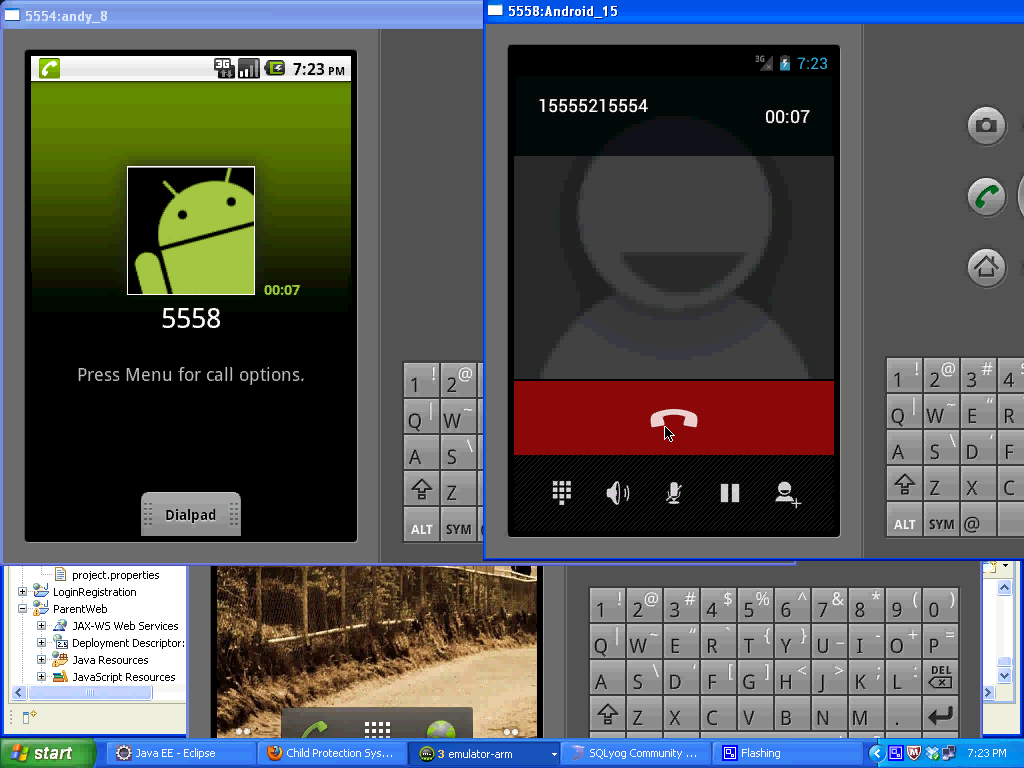 5554:andy_8
5558:Android_15
3G
7:23 PM
3G
7:23
15555215554
00:07
00:07
5558
Press Menu for call options.
Dialpad
1 ! 2 @
Q | W ~
A S \
Z
ALT SYM
1 ! 2 @ 3 # 4
Q | W ~ E “ R
A S \ D ‘ F
Z X C
ALT SYM @
project.properties
LoginRegistration
ParentWeb
JAX-WS Web Services
Deployment Descriptor:
Java Resources
JavaScript Resources
1 ! 2 @ 3 # 4 $ 5 % 6 ^ 7 & 8 * 9 ( 0 )
Q | W ~ E “ R ` T { Y } U _ I - O + P =
A S \ D ‘ F [ G ] H < J > K ; L : DEL
Z X C V B N M .
start
Java EE - Eclipse
Child Protection Sys...
3 emulator-arm
SQLyog Community ...
Flashing
7:23 PM